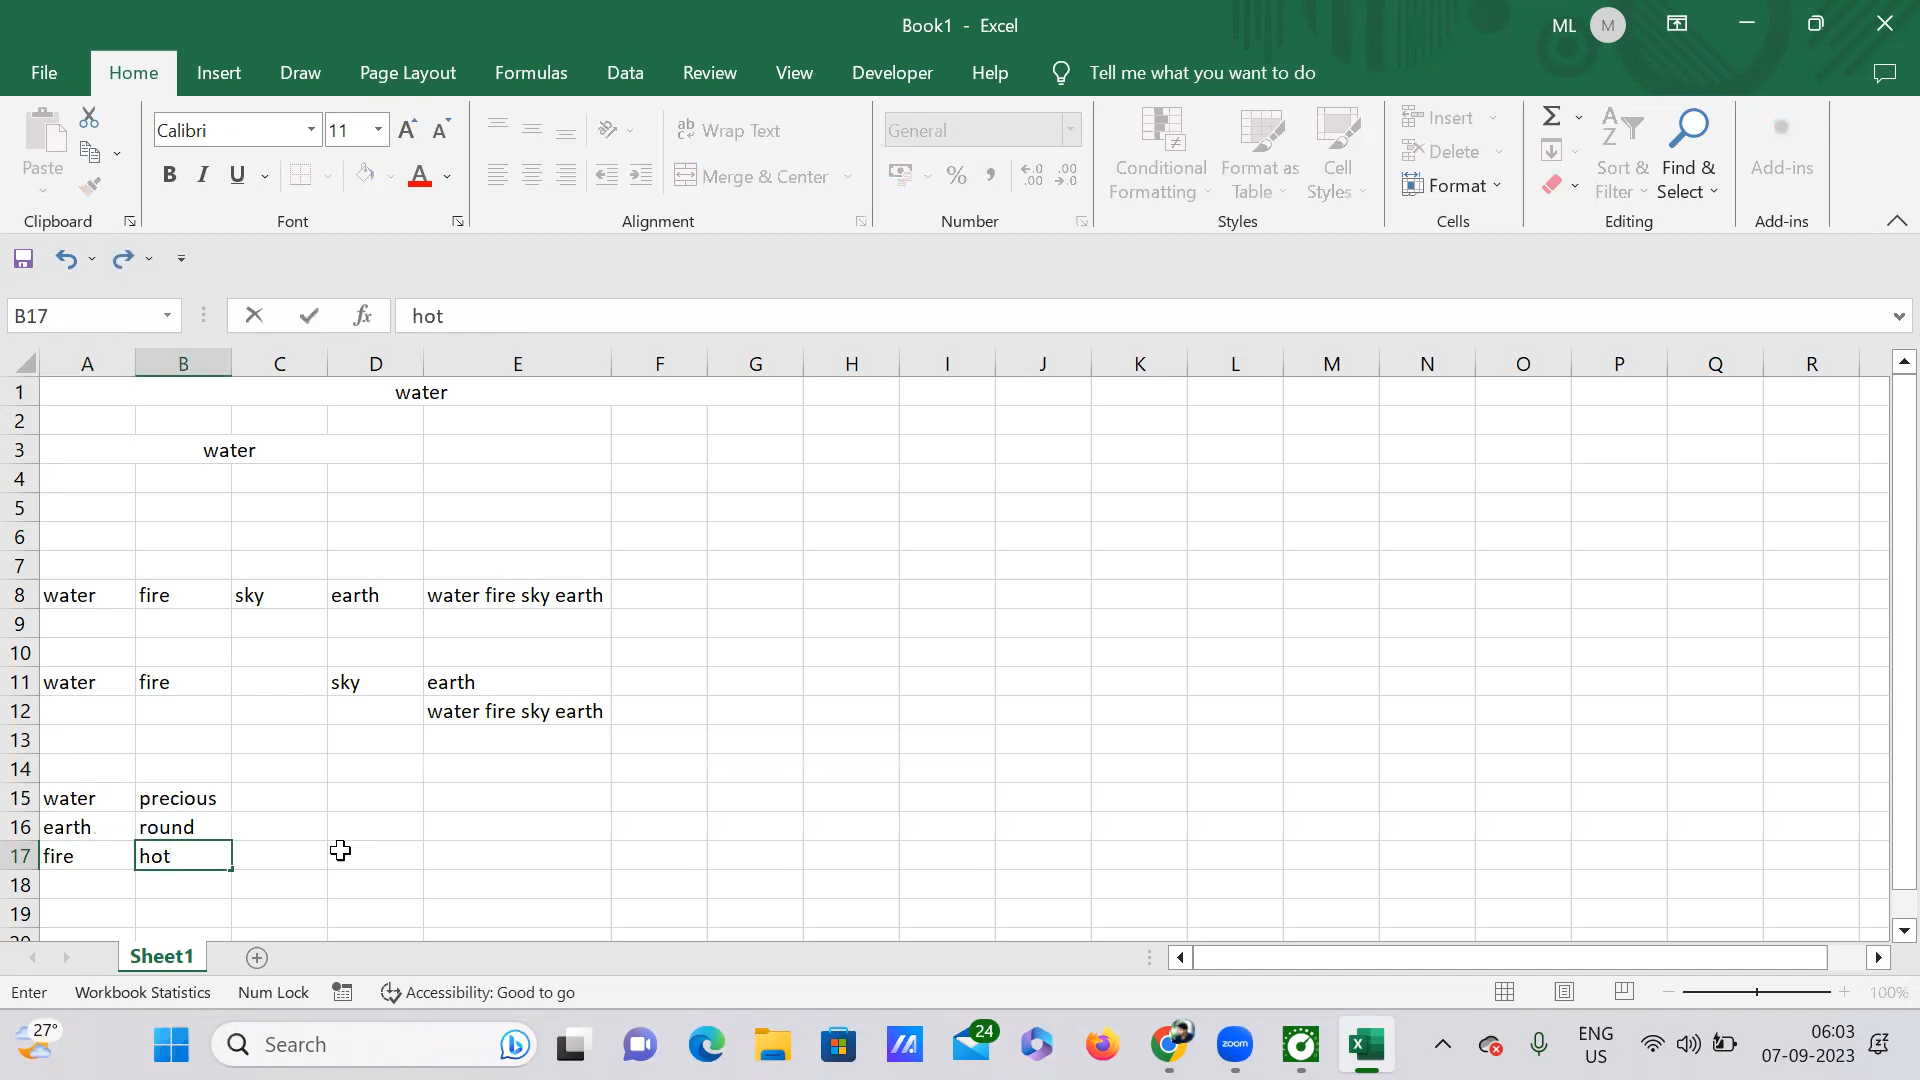 Book1 - Excel
ML M
File Home Insert Draw Page Layout Formulas Data Review View Developer Help Tell me what you want to do
Paste
Clipboard
Calibri 11 A A
B I U A
Font
ab Wrap Text
Merge & Center
Alignment
General
% , .00 .00
Number
Conditional Formatting
Format as Table
Cell Styles
Styles
Insert
Delete
Format
Cells
Sort & Filter
Find & Select
Editing
Add-ins
Add-ins
B17 fx hot
A B C D E F G H I J K L M N O P Q R
1 water
2
3 water
4
5
6
7
8 water fire sky earth water fire sky earth
9
10
11 water fire sky earth
12 water fire sky earth
13
14
15 water precious
16 earth round
17 fire hot
18
19
20
Sheet1
Enter Workbook Statistics Num Lock Accessibility: Good to go 100%
27° Search 24 zoom ENG US 06:03 07-09-2023